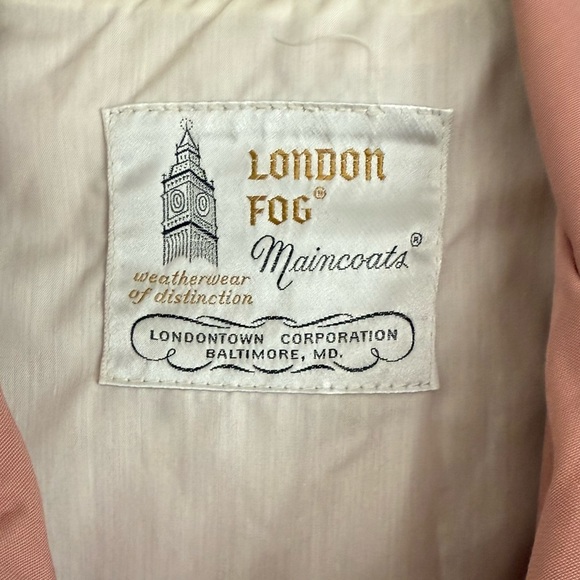 LONDON
FOG®
Maincoats®
weatherwear
of distinction
LONDONTOWN CORPORATION
BALTIMORE, MD.